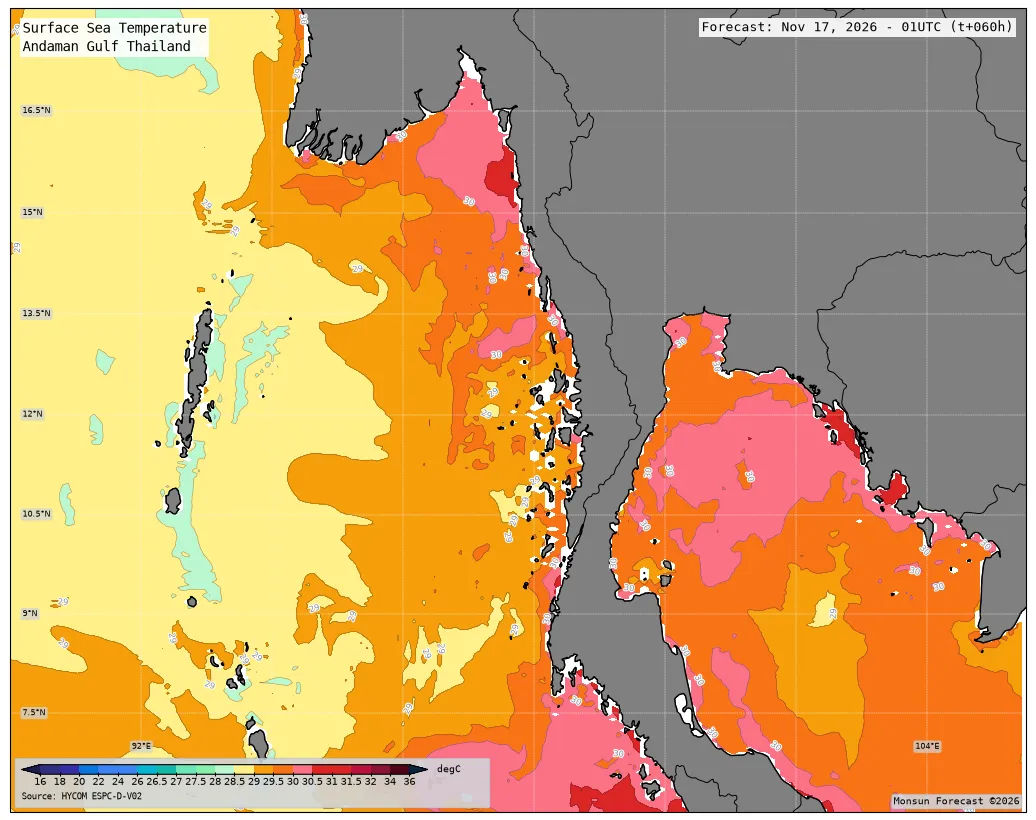 Surface Sea Temperature
Andaman Gulf Thailand
Forecast: Nov 17, 2026 - 01UTC (t+060h)
16.5°N
15°N
13.5°N
12°N
10.5°N
9°N
7.5°N
92°E
104°E
degC
16 18 20 22 24 26 26.5 27 27.5 28 28.5 29 29.5 30 30.5 31 31.5 32 34 36
Source: HYCOM ESPC-D-V02
Monsun Forecast ©2026